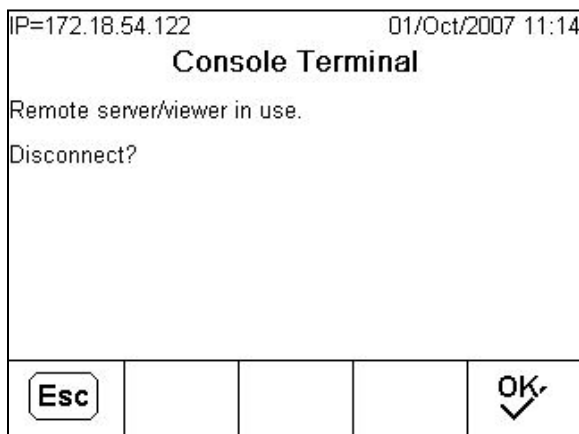 IP=172.18.54.122 01/Oct/2007 11:14
Console Terminal
Remote server/viewer in use.
Disconnect?
Esc OK